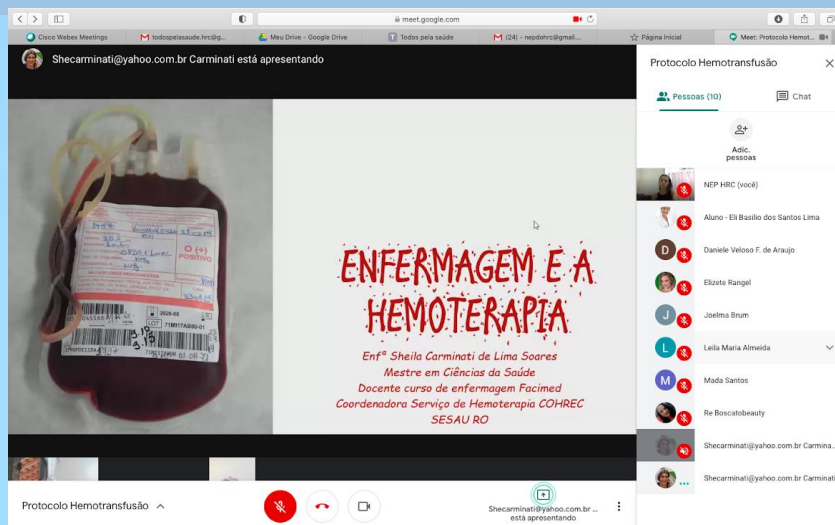 meet.google.com
Cisco Webex Meetings
todospelasaude.hrc@g...
Meu Drive - Google Drive
Todos pela saúde
(24) - nepdohrc@gmail....
Página Inicial
Meet: Protocolo Hemot...
Shecarminati@yahoo.com.br Carminati está apresentando
O (+)
POSITIVO
2020-05
LOT
ENFERMAGEM E A
HEMOTERAPIA
Enfª Sheila Carminati de Lima Soares
Mestre em Ciências da Saúde
Docente curso de enfermagem Facimed
Coordenadora Serviço de Hemoterapia COHREC
SESAU RO
Protocolo Hemotransfusão
Pessoas (10)
Chat
Adic.
pessoas
NEP HRC (você)
Aluno - Eli Basilio dos Santos Lima
D
Daniele Veloso F. de Araujo
Elizete Rangel
J
Joelma Brum
L
Leila Maria Almeida
M
Mada Santos
Re Boscatobeauty
Shecarminati@yahoo.com.br Carmina...
Shecarminati@yahoo.com.br Carminati
Protocolo Hemotransfusão
Shecarminati@yahoo.com.br ...
está apresentando